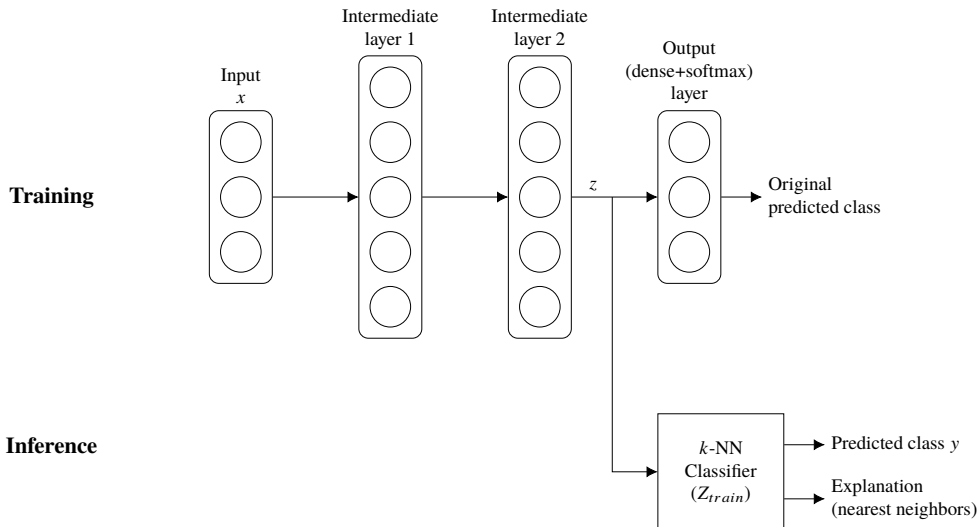 Intermediate
layer 1
Intermediate
layer 2
Output
(dense+softmax)
layer
Input
x
Training
z
Original
predicted class
Inference
k-NN
Classifier
(Z_train)
Predicted class y
Explanation
(nearest neighbors)